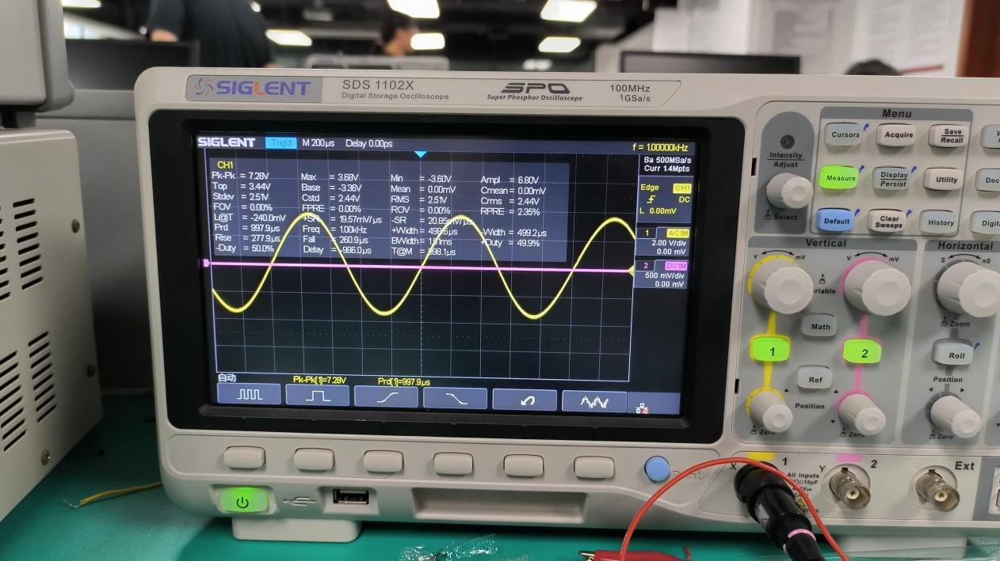 SIGLENT
SDS 1102X
Digital Storage Oscilloscope
SPO
Super Phosphor Oscilloscope
100MHz
1GSa/s
SIGLENT Trig'd M 200µs Delay 0.00ps f = 1.00000kHz
Sa 500MSa/s
Curr 1.4Mpts
Edge CH1
DC
L 0.00mV
1 AC1M
2.00 V/div
0.00 mV
2 DC1M
500 mV/div
0.00 mV
CH1
Pk-Pk = 7.28V Max = 3.68V Min = -3.60V Ampl = 6.80V
Top = 3.44V Base = -3.36V Mean = 0.00mV Cmean = 0.00mV
Stdev = 2.51V Cstd = 2.44V RMS = 2.51V Crms = 2.44V
FOV = 0.00% FPRE = 0.00% ROV = 0.00% RPRE = 2.35%
L@T = -240.0mV +SR = 19.57mV/µs -SR = 20.85mV/µs
Prd = 997.9µs Freq = 1.00kHz +Width = 498.6µs -Width = 499.2µs
Rise = 277.9µs Fall = 260.9µs BWidth = ms +Duty = 49.9%
-Duty = 50.0% Delay = -986.0µs T@M = 898.1µs
自动
Pk-Pk[1]=7.28V Prd[1]=997.9µs
Print
Menu
Intensity
Adjust
Select
Cursors
Acquire
Save
Recall
Measure
Display
Persist
Utility
Default
Clear
Sweeps
History
Vertical
Horizontal
V mV
V mV
S nS
Variable
Zoom
Math
1
2
Roll
Ref
Position
Position
Zero
Zero
Zero
X 1
Y 2
Ext
All Inputs